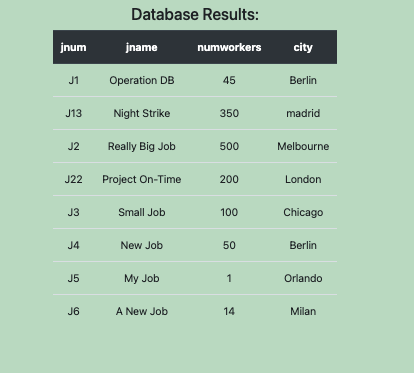 Database Results:
jnum jname numworkers city
J1 Operation DB 45 Berlin
J13 Night Strike 350 madrid
J2 Really Big Job 500 Melbourne
J22 Project On-Time 200 London
J3 Small Job 100 Chicago
J4 New Job 50 Berlin
J5 My Job 1 Orlando
J6 A New Job 14 Milan